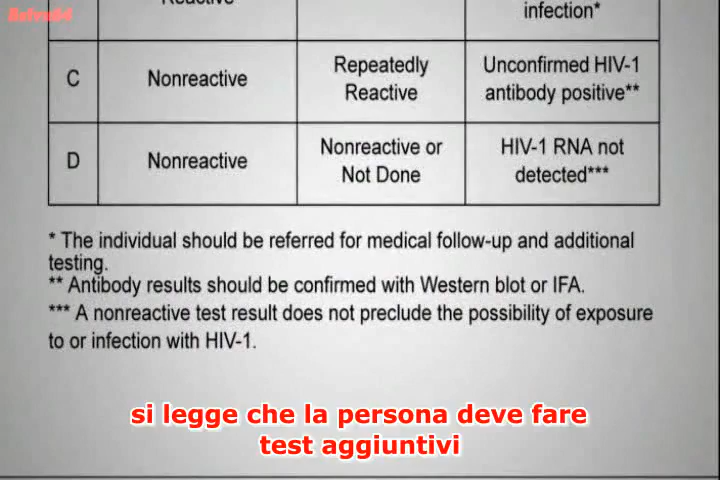 Reactive
infection*
C
Nonreactive
Repeatedly
Reactive
Unconfirmed HIV-1
antibody positive**
D
Nonreactive
Nonreactive or
Not Done
HIV-1 RNA not
detected***
* The individual should be referred for medical follow-up and additional
testing.
** Antibody results should be confirmed with Western blot or IFA.
*** A nonreactive test result does not preclude the possibility of exposure
to or infection with HIV-1.
si legge che la persona deve fare
test aggiuntivi